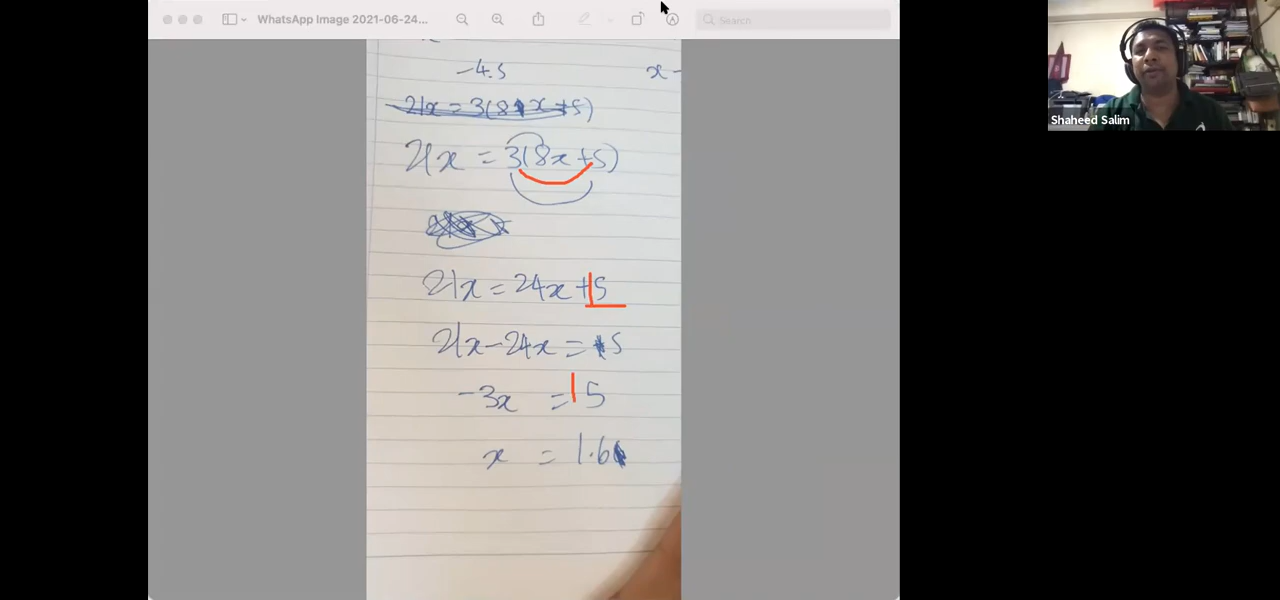 WhatsApp Image 2021-06-24...
Search
Shaheed Salim
-4.5
x -
21x = 3(8x+5)
21x = 3(8x+5)
21x = 24x+15
21x-24x = 5
-3x = 15
x = 1.6